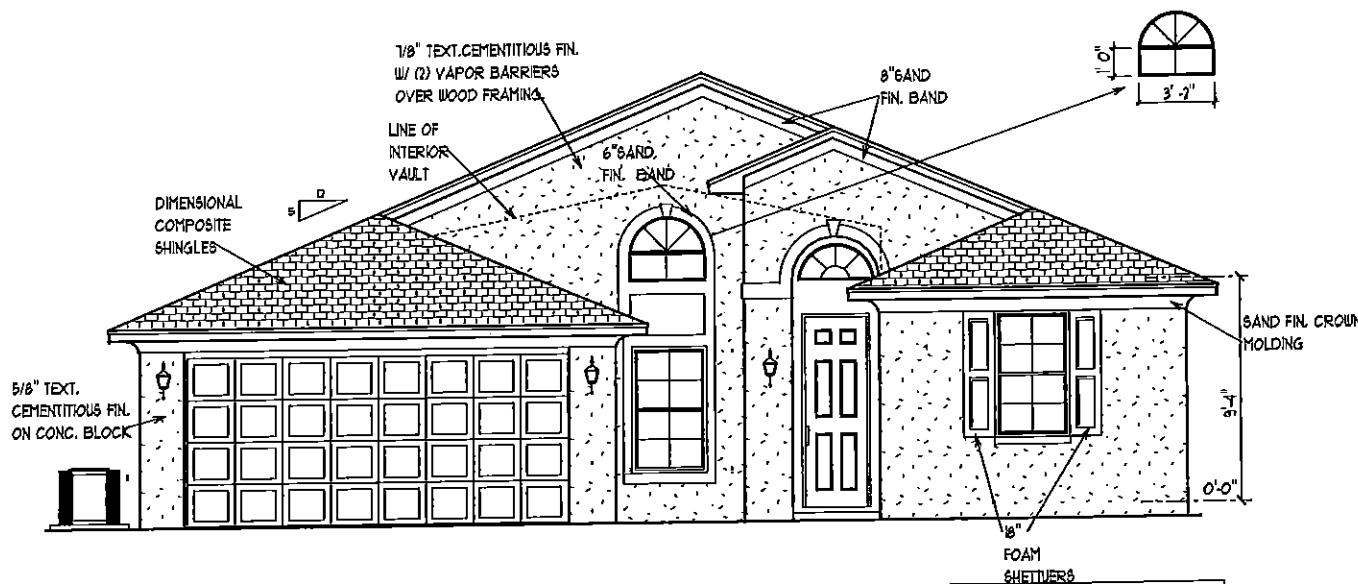 7/8" TEXT.CEMENTITIOUS FIN.
W/ (2) VAPOR BARRIERS
OVER WOOD FRAMING
LINE OF
INTERIOR
VAULT
6"SAND.
FIN. BAND
8"SAND
FIN. BAND
1'0"
3'-2"
12
5
DIMENSIONAL
COMPOSITE
SHINGLES
SAND FIN. CROWN
MOLDING
5/8" TEXT.
CEMENTITIOUS FIN.
ON CONC. BLOCK
9'-4"
0'-0"
18"
FOAM
SHETTUERS